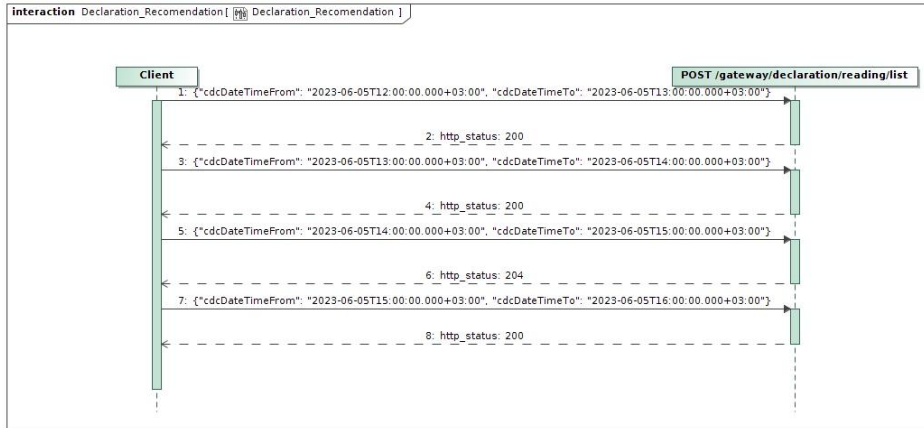 interaction Declaration_Recomendation[ Declaration_Recomendation ]
Client
POST /gateway/declaration/reading/list
1: {"cdcDateTimeFrom": "2023-06-05T12:00:00.000+03:00", "cdcDateTimeTo": "2023-06-05T13:00:00.000+03:00"}
2: http_status: 200
3: {"cdcDateTimeFrom": "2023-06-05T13:00:00.000+03:00", "cdcDateTimeTo": "2023-06-05T14:00:00.000+03:00"}
4: http_status: 200
5: {"cdcDateTimeFrom": "2023-06-05T14:00:00.000+03:00", "cdcDateTimeTo": "2023-06-05T15:00:00.000+03:00"}
6: http_status: 204
7: {"cdcDateTimeFrom": "2023-06-05T15:00:00.000+03:00", "cdcDateTimeTo": "2023-06-05T16:00:00.000+03:00"}
8: http_status: 200